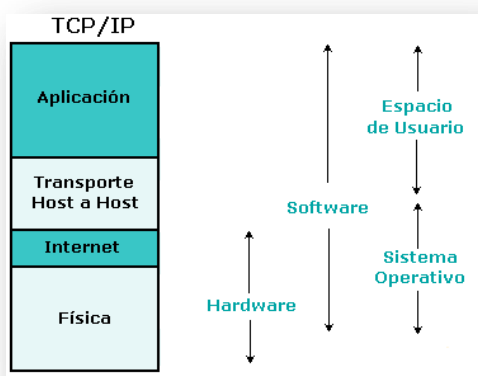 TCP/IP
Aplicación
Transporte
Host a Host
Internet
Física
Hardware
Software
Espacio
de Usuario
Sistema
Operativo